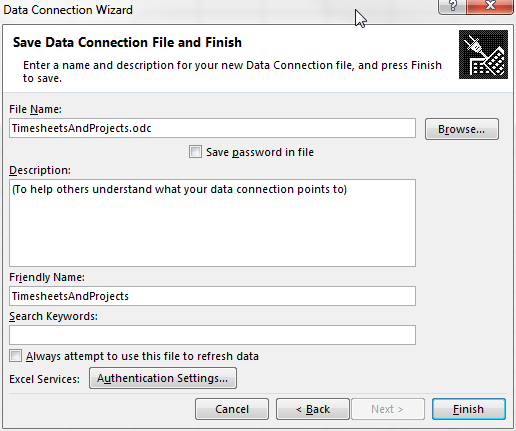 Data Connection Wizard
?
Save Data Connection File and Finish
Enter a name and description for your new Data Connection file, and press Finish
to save.
File Name:
TimesheetsAndProjects.odc
Browse...
Save password in file
Description:
(To help others understand what your data connection points to)
Friendly Name:
TimesheetsAndProjects
Search Keywords:
Always attempt to use this file to refresh data
Excel Services: Authentication Settings...
Cancel < Back Next > Finish